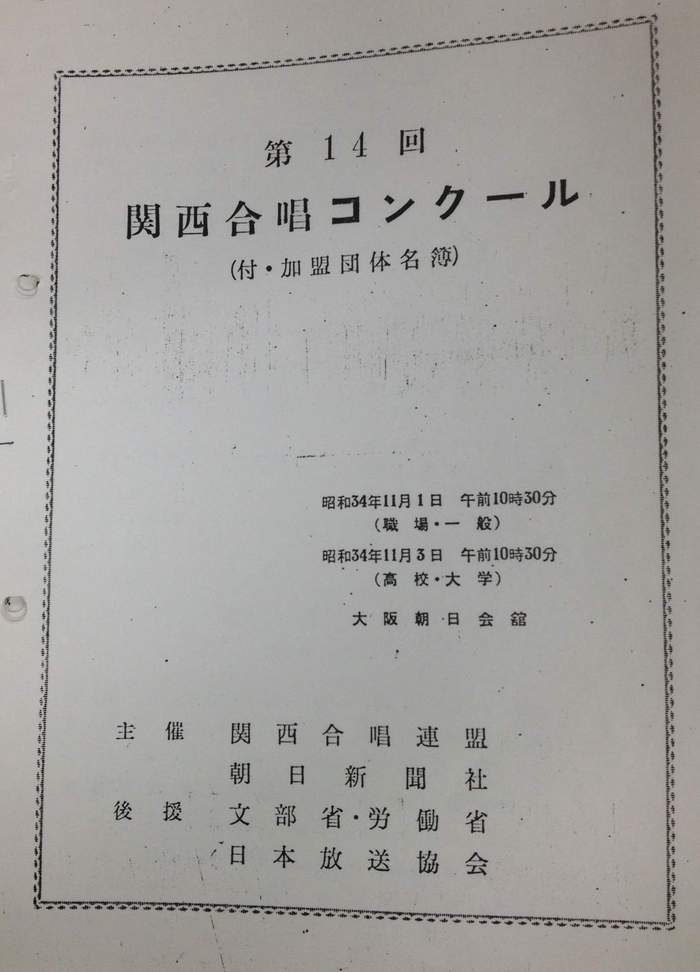 第14回
関西合唱コンクール
(付・加盟団体名簿)
昭和34年11月1日 午前10時30分
(職場・一般)
昭和34年11月3日 午前10時30分
(高校・大学)
大阪朝日会舘
主催 関西合唱連盟
朝日新聞社
後援 文部省・労働省
日本放送協会